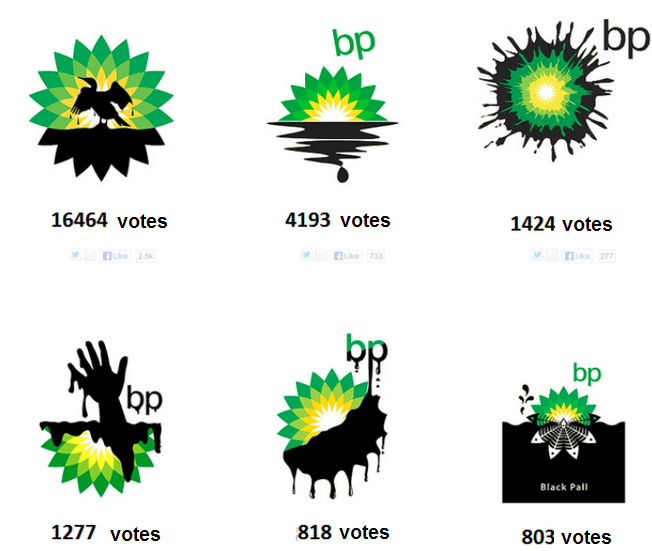 bp
bp
16464 votes
4193 votes
1424 votes
Like 2.5k
Like 733
Like 277
bp
bp
bp
Black Pall
1277 votes
818 votes
803 votes